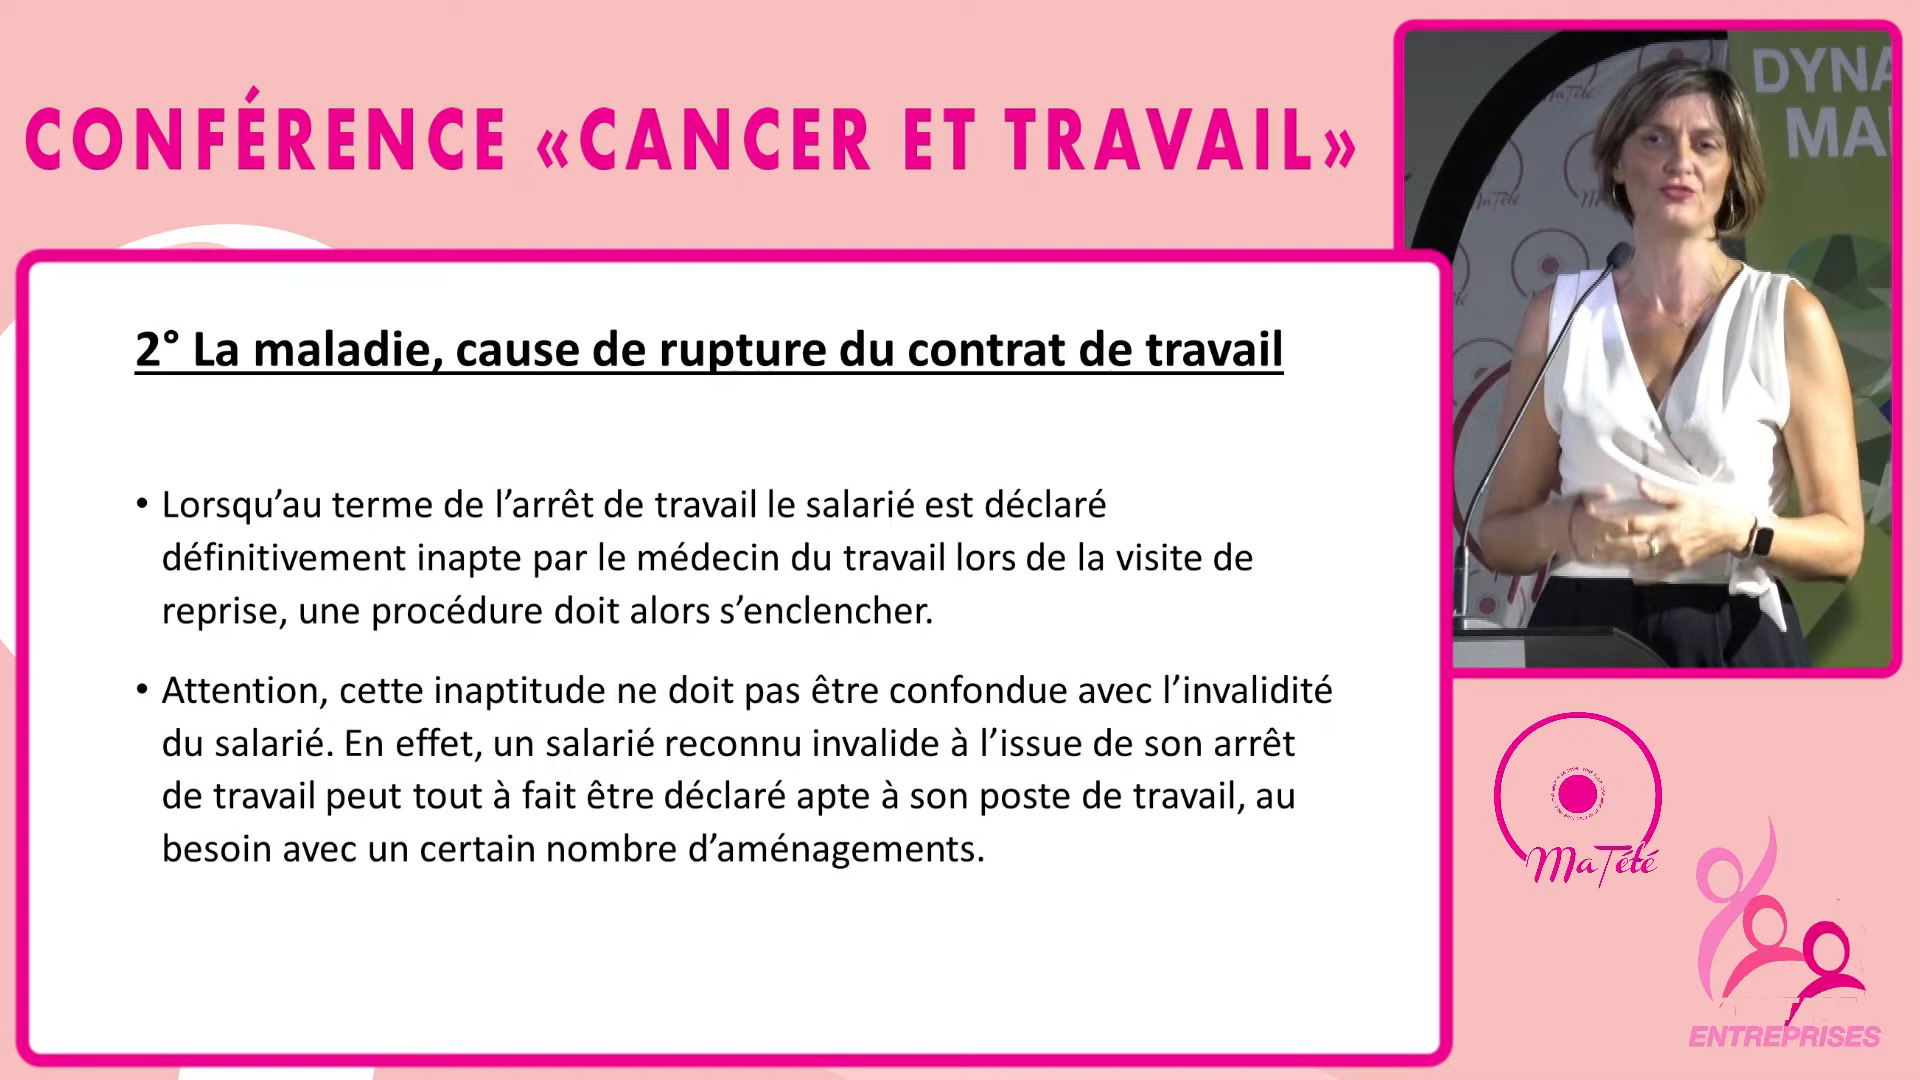 CONFÉRENCE «CANCER ET TRAVAIL»
DYNA
MA
2° La maladie, cause de rupture du contrat de travail
• Lorsqu’au terme de l’arrêt de travail le salarié est déclaré
définitivement inapte par le médecin du travail lors de la visite de
reprise, une procédure doit alors s’enclencher.
• Attention, cette inaptitude ne doit pas être confondue avec l’invalidité
du salarié. En effet, un salarié reconnu invalide à l’issue de son arrêt
de travail peut tout à fait être déclaré apte à son poste de travail, au
besoin avec un certain nombre d’aménagements.
MaTété
ENTREPRISES